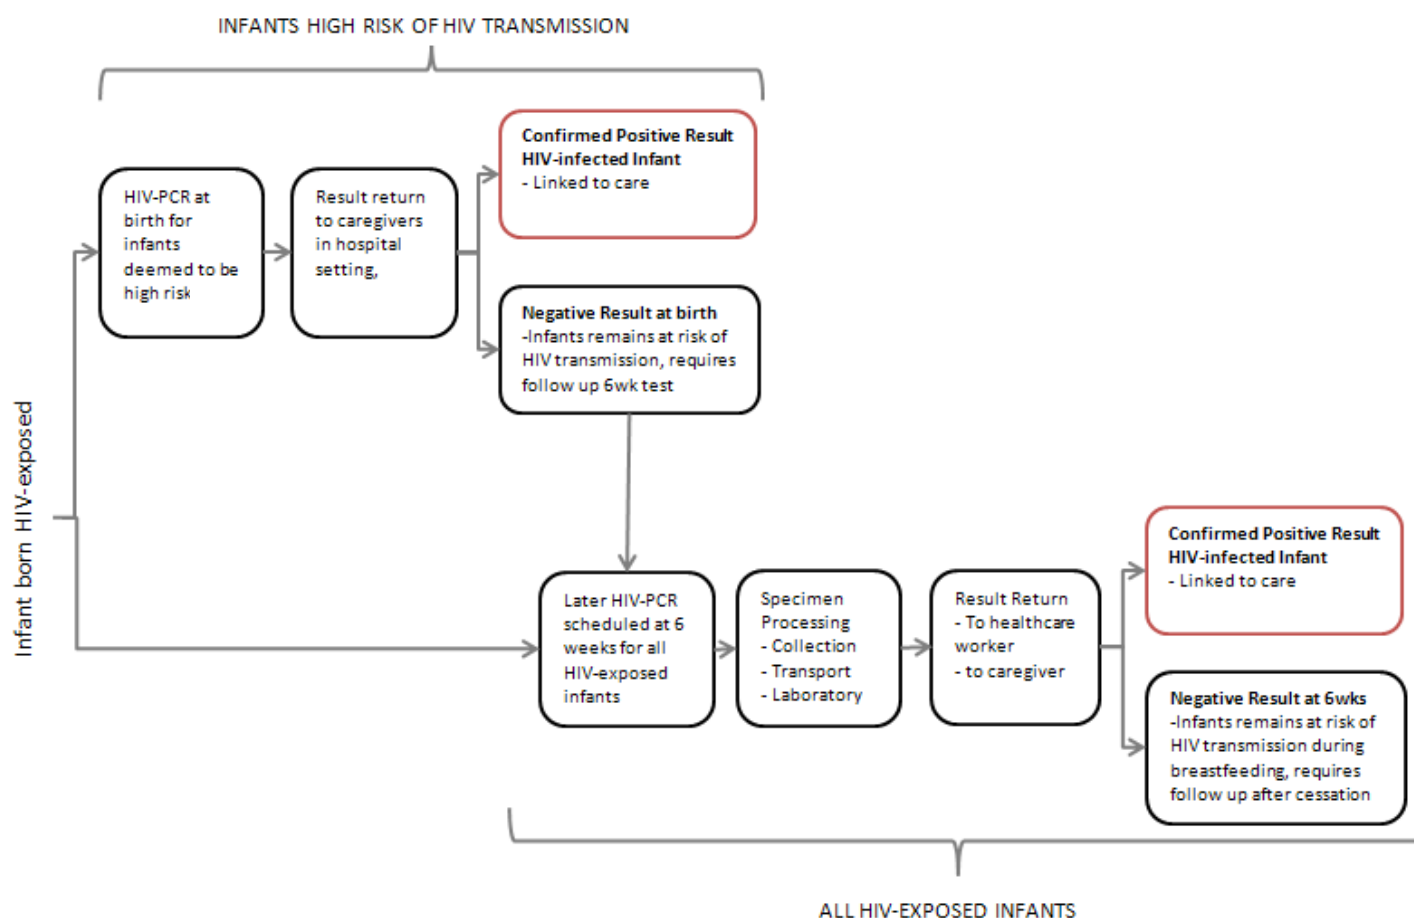 INFANTS HIGH RISK OF HIV TRANSMISSION
HIV-PCR at
birth for
infants
deemed to be
high risk
Result return
to caregivers
in hospital
setting,
Confirmed Positive Result
HIV-infected Infant
- Linked to care
Negative Result at birth
-Infants remains at risk of
HIV transmission, requires
follow up 6wk test
Infant born HIV-exposed
Later HIV-PCR
scheduled at 6
weeks for all
HIV-exposed
infants
Specimen
Processing
- Collection
- Transport
- Laboratory
Result Return
- To healthcare
worker
- to caregiver
Confirmed Positive Result
HIV-infected Infant
- Linked to care
Negative Result at 6wks
-Infants remains at risk of
HIV transmission during
breastfeeding, requires
follow up after cessation
ALL HIV-EXPOSED INFANTS